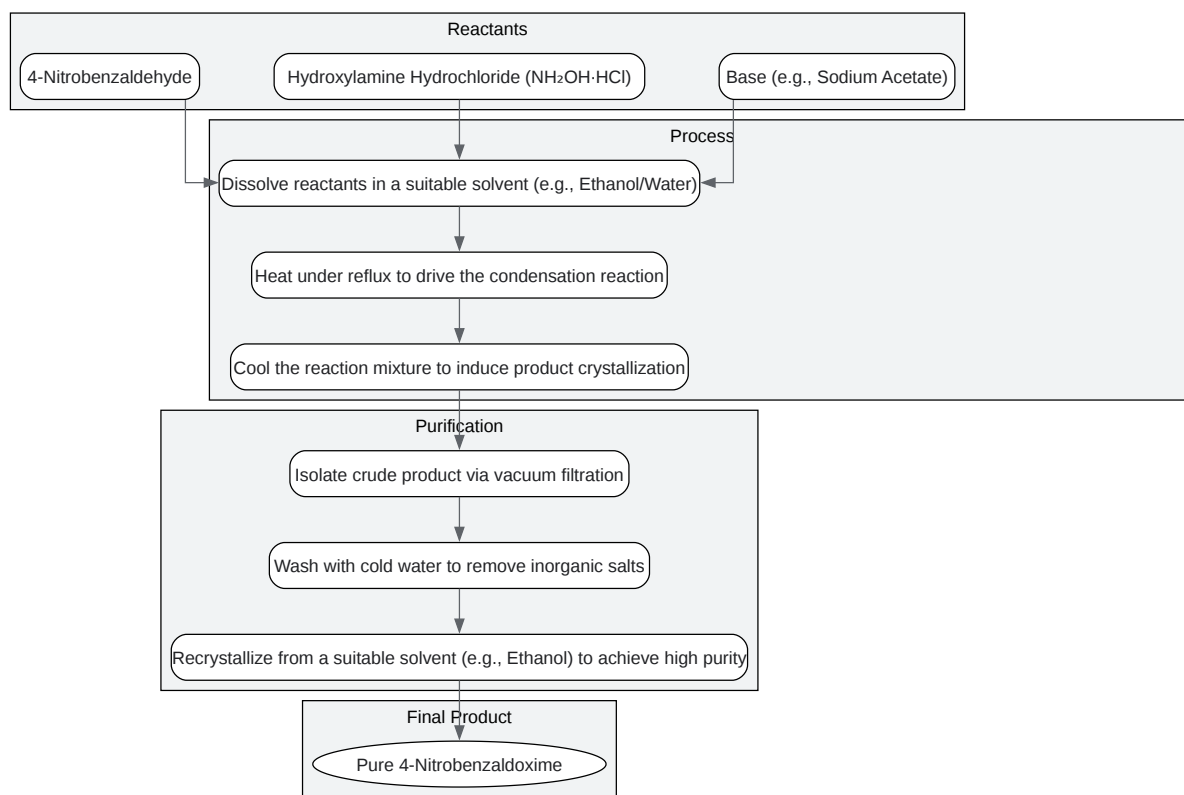 Reactants
4-Nitrobenzaldehyde
Hydroxylamine Hydrochloride (NH₂OH·HCl)
Base (e.g., Sodium Acetate)
Process
Dissolve reactants in a suitable solvent (e.g., Ethanol/Water)
Heat under reflux to drive the condensation reaction
Cool the reaction mixture to induce product crystallization
Purification
Isolate crude product via vacuum filtration
Wash with cold water to remove inorganic salts
Recrystallize from a suitable solvent (e.g., Ethanol) to achieve high purity
Final Product
Pure 4-Nitrobenzaldoxime